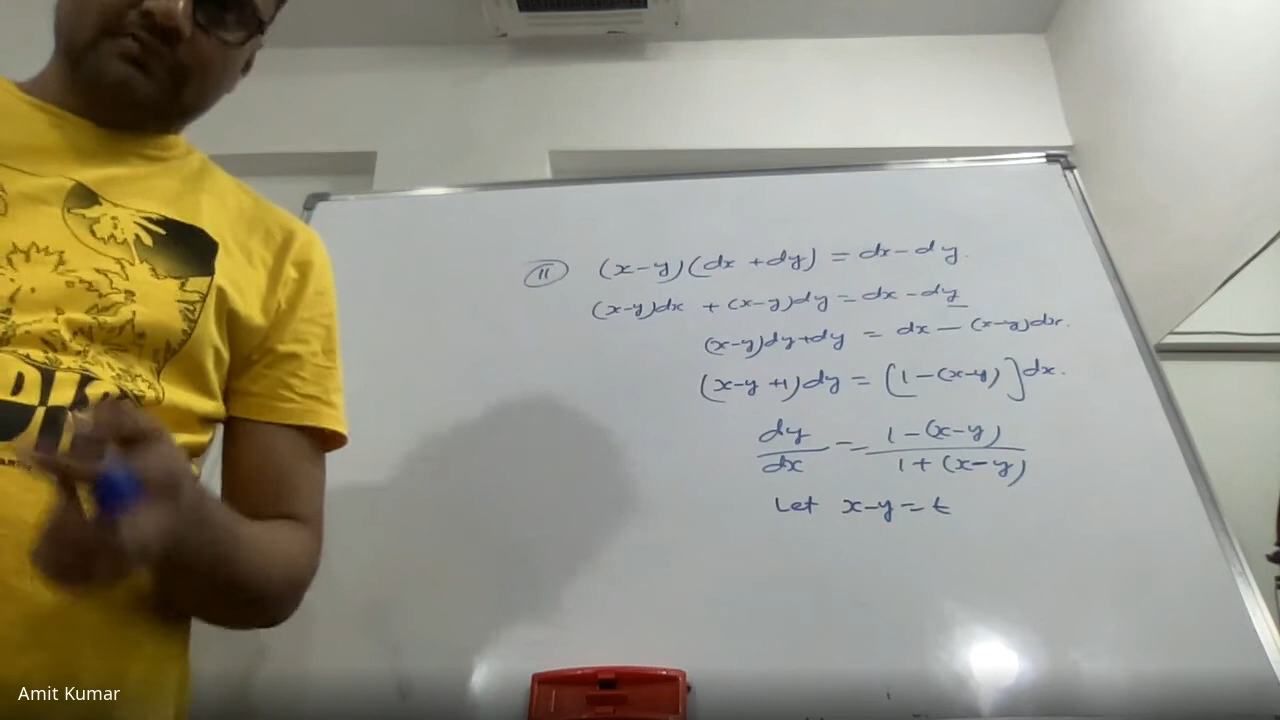 11 (x-y)(dx+dy) = dx-dy.
(x-y)dx + (x-y)dy = dx-dy
(x-y)dy+dy = dx - (x-y)dx.
(x-y+1)dy = [1-(x-y)]dx.
dy/dx = 1-(x-y)/1+(x-y)
Let x-y=t
Amit Kumar